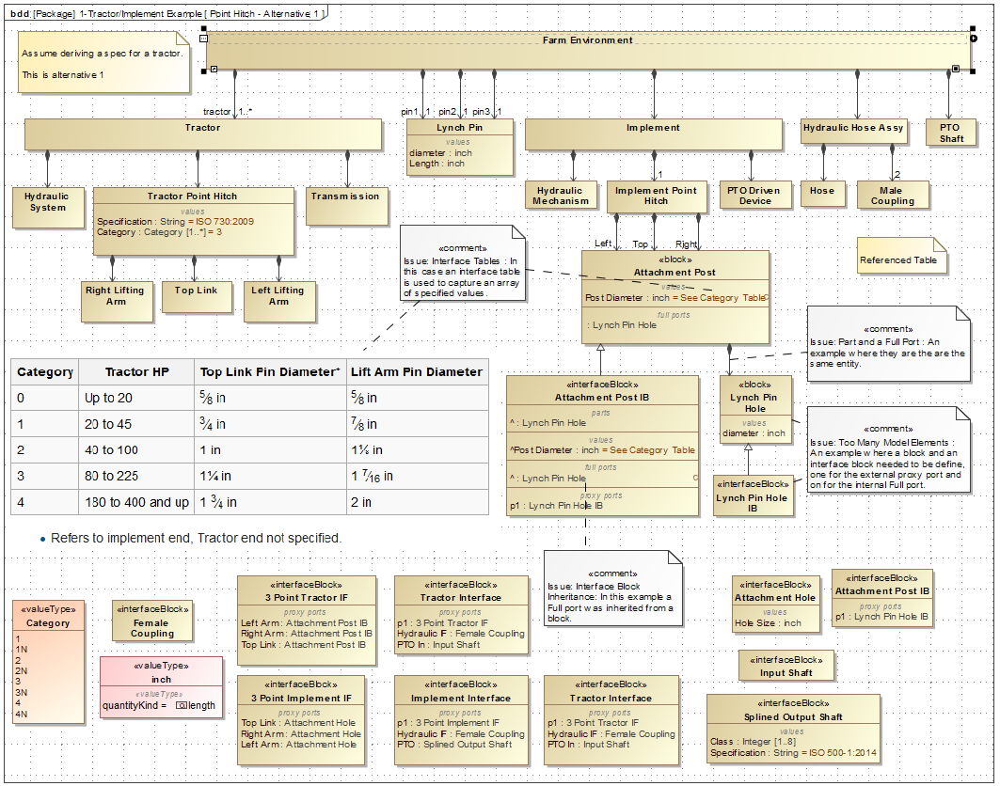 bdd [Package] 1-Tractor/Implement Example [ Point Hitch - Alternative 1 ]
Assume deriving a spec for a tractor.
This is alternative 1
Farm Environment
tractor 1..*
pin1 1 pin2 1 pin3 1
Tractor
Lynch Pin
values
diameter : inch
Length : inch
Implement
Hydraulic Hose Assy
PTO
Shaft
Hydraulic
System
Tractor Point Hitch
values
Specification : String = ISO 730:2009
Category : Category [1..*] = 3
Transmission
Hydraulic
Mechanism
1
Implement Point
Hitch
PTO Driven
Device
Hose
2
Male
Coupling
Right Lifting
Arm
Top Link
Left Lifting
Arm
«comment»
Issue: Interface Tables : In
this case an interface table
is used to capture an array
of specified values.
Left Top Right
«block»
Attachment Post
values
Post Diameter : inch = See Category Table
full ports
: Lynch Pin Hole
Referenced Table
«comment»
Issue: Part and a Full Port : An
example where they are the are the
same entity.
Category Tractor HP Top Link Pin Diameter* Lift Arm Pin Diameter
0 Up to 20 5⁄8 in 5⁄8 in
1 20 to 45 3⁄4 in 7⁄8 in
2 40 to 100 1 in 1⅛ in
3 80 to 225 1¼ in 1 7⁄16 in
4 180 to 400 and up 1 3⁄4 in 2 in
• Refers to implement end, Tractor end not specified.
«interfaceBlock»
Attachment Post IB
parts
^ : Lynch Pin Hole
values
^Post Diameter : inch = See Category Table
full ports
^ : Lynch Pin Hole
proxy ports
p1 : Lynch Pin Hole IB
«block»
Lynch Pin
Hole
values
diameter : inch
«interfaceBlock»
Lynch Pin Hole
IB
«comment»
Issue: Too Many Model Elements :
An example where a block and an
interface block needed to be define,
one for the external proxy port and
on for the internal Full port.
«comment»
Issue: Interface Block
Inheritance: In this example a
Full port was inherited from a
block.
«valueType»
Category
1
1N
2
2N
3
3N
4
4N
«interfaceBlock»
Female
Coupling
«valueType»
inch
«valueType»
quantityKind = length
«interfaceBlock»
3 Point Tractor IF
proxy ports
Left Arm : Attachment Post IB
Right Arm : Attachment Post IB
Top Link : Attachment Post IB
«interfaceBlock»
Tractor Interface
proxy ports
p1 : 3 Point Tractor IF
Hydraulic IF : Female Coupling
PTO In : Input Shaft
«interfaceBlock»
Attachment Hole
values
Hole Size : inch
«interfaceBlock»
Attachment Post IB
proxy ports
p1 : Lynch Pin Hole IB
«interfaceBlock»
Input Shaft
«interfaceBlock»
3 Point Implement IF
proxy ports
Top Link : Attachment Hole
Right Arm : Attachment Hole
Left Arm : Attachment Hole
«interfaceBlock»
Implement Interface
proxy ports
p1 : 3 Point Implement IF
Hydraulic IF : Female Coupling
PTO : Splined Output Shaft
«interfaceBlock»
Tractor Interface
proxy ports
p1 : 3 Point Tractor IF
Hydraulic IF : Female Coupling
PTO In : Input Shaft
«interfaceBlock»
Splined Output Shaft
values
Class : Integer [1..8]
Specification : String = ISO 500-1:2014